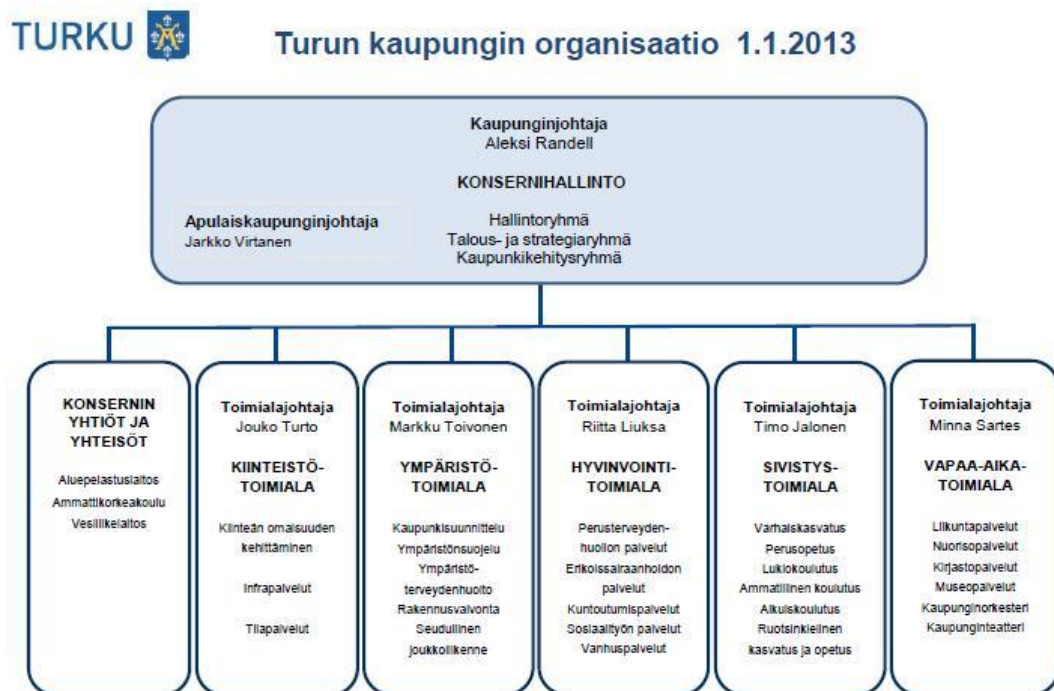 TURKU
Turun kaupungin organisaatio 1.1.2013
Kaupunginjohtaja
Aleksi Randell
KONSERNIHALLINTO
Apulaiskaupunginjohtaja
Jarkko Virtanen
Hallintoryhmä
Talous- ja strategiaryhmä
Kaupunkikehitysryhmä
KONSERNIN
YHTIÖT JA
YHTEISÖT
Aluepelastuslaitos
Ammattikorkeakoulu
Vesiliikelaitos
Toimialajohtaja
Jouko Turto
KIINTEISTÖ-
TOIMIALA
Kiinteän omaisuuden
kehittäminen
Infrapalvelut
Tilapalvelut
Toimialajohtaja
Markku Toivonen
YMPÄRISTÖ-
TOIMIALA
Kaupunkisuunnittelu
Ympäristönsuojelu
Ympäristö-
terveydenhuolto
Rakennusvalvonta
Seudullinen
joukkoliikenne
Toimialajohtaja
Riitta Liuksa
HYVINVOINTI-
TOIMIALA
Perusterveyden-
huollon palvelut
Erikoissairaanhoidon
palvelut
Kuntoutumispalvelut
Sosiaalityön palvelut
Vanhuspalvelut
Toimialajohtaja
Timo Jalonen
SIVISTYS-
TOIMIALA
Varhaiskasvatus
Perusopetus
Lukiokoulutus
Ammatillinen koulutus
Aikuiskoulutus
Ruotsinkielinen
kasvatus ja opetus
Toimialajohtaja
Minna Sartes
VAPAA-AIKA-
TOIMIALA
Liikuntapalvelut
Nuorisopalvelut
Kirjastopalvelut
Museopalvelut
Kaupunginorkesteri
Kaupunginteatteri